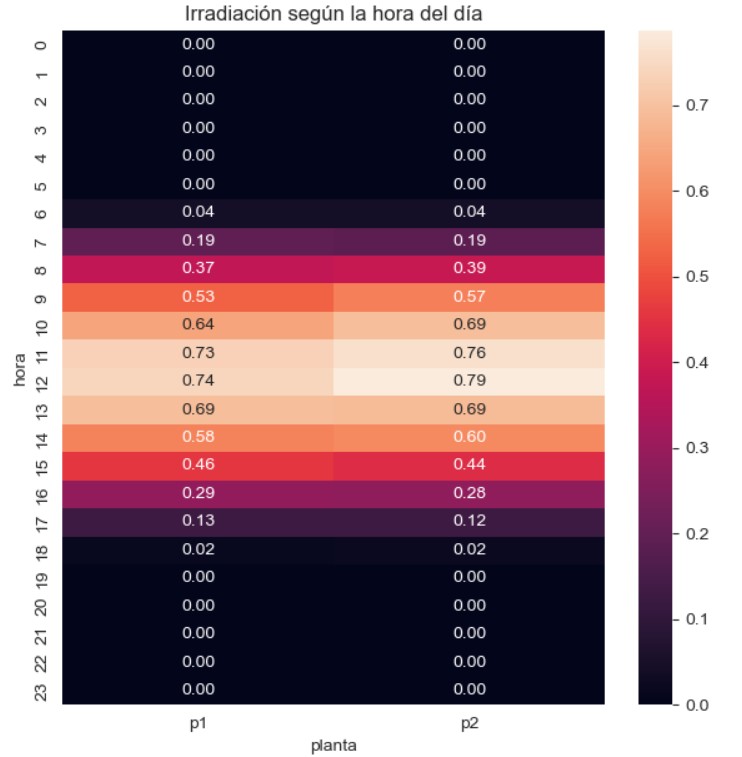 Irradiación según la hora del día
hora
0 0.00 0.00
1 0.00 0.00
2 0.00 0.00
3 0.00 0.00
4 0.00 0.00
5 0.00 0.00
6 0.04 0.04
7 0.19 0.19
8 0.37 0.39
9 0.53 0.57
10 0.64 0.69
11 0.73 0.76
12 0.74 0.79
13 0.69 0.69
14 0.58 0.60
15 0.46 0.44
16 0.29 0.28
17 0.13 0.12
18 0.02 0.02
19 0.00 0.00
20 0.00 0.00
21 0.00 0.00
22 0.00 0.00
23 0.00 0.00
p1 p2
planta
0.7
0.6
0.5
0.4
0.3
0.2
0.1
0.0